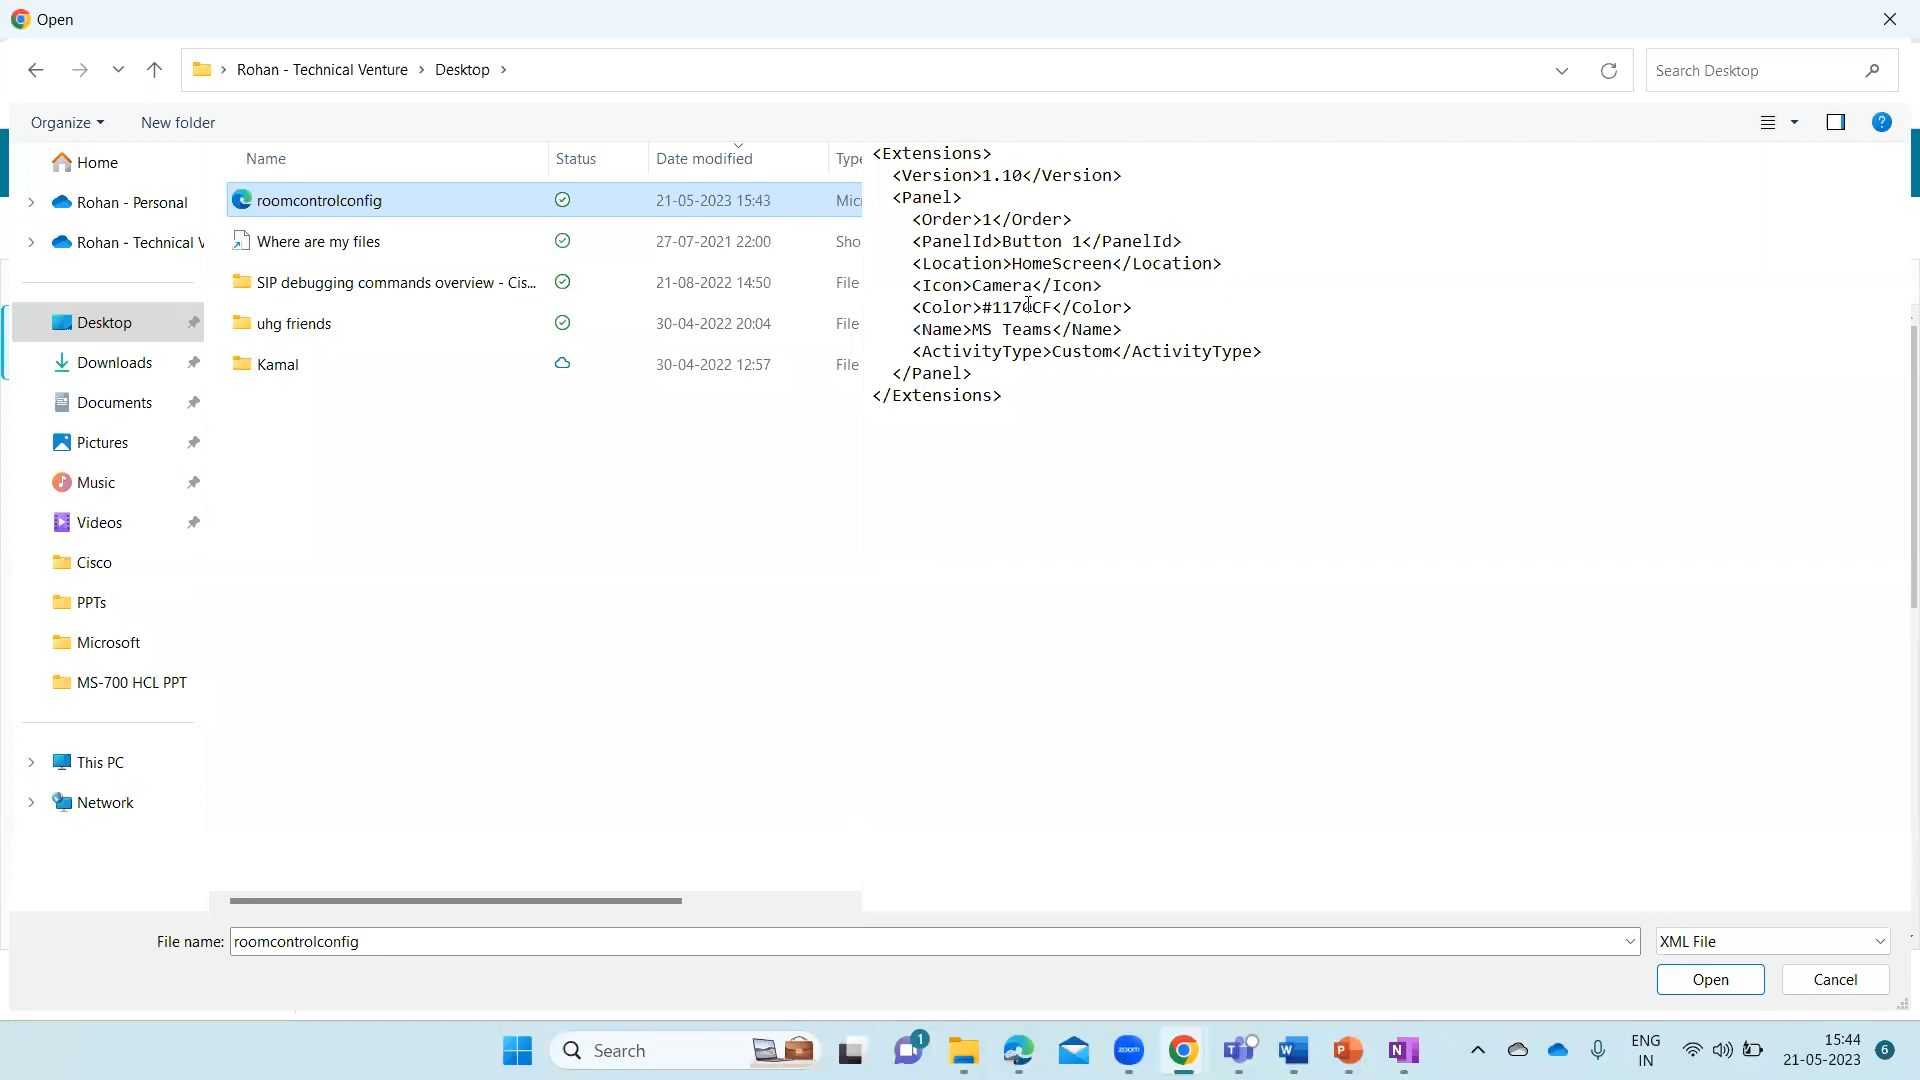 Open
Rohan - Technical Venture > Desktop >
Search Desktop
Organize
New folder
Home
Rohan - Personal
Rohan - Technical V
Desktop
Downloads
Documents
Pictures
Music
Videos
Cisco
PPTs
Microsoft
MS-700 HCL PPT
This PC
Network
Name Status Date modified Type
roomcontrolconfig 21-05-2023 15:43 Mic
Where are my files 27-07-2021 22:00 Sho
SIP debugging commands overview - Cis... 21-08-2022 14:50 File
uhg friends 30-04-2022 20:04 File
Kamal 30-04-2022 12:57 File
<Extensions>
<Version>1.10</Version>
<Panel>
<Order>1</Order>
<PanelId>Button 1</PanelId>
<Location>HomeScreen</Location>
<Icon>Camera</Icon>
</Color>
<Name>MS Teams</Name>
<ActivityType>Custom</ActivityType>
</Panel>
</Extensions>
File name: roomcontrolconfig
XML File
Open
Cancel
Search
1
zoom
ENG
IN
15:44
21-05-2023
6